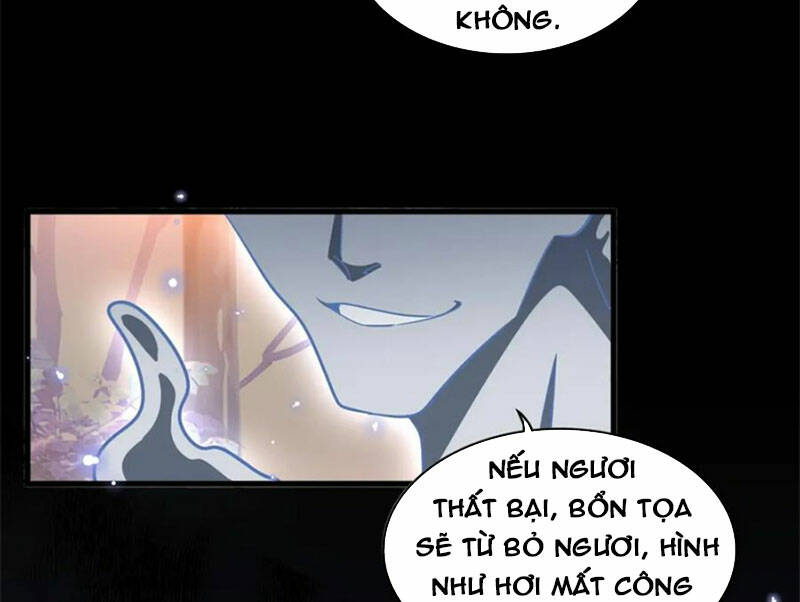 KHÔNG.
NẾU NGƯƠI
THẤT BẠI, BỔN TỌA
SẼ TỪ BỎ NGƯƠI, HÌNH
NHƯ HƠI MẤT CÔNG